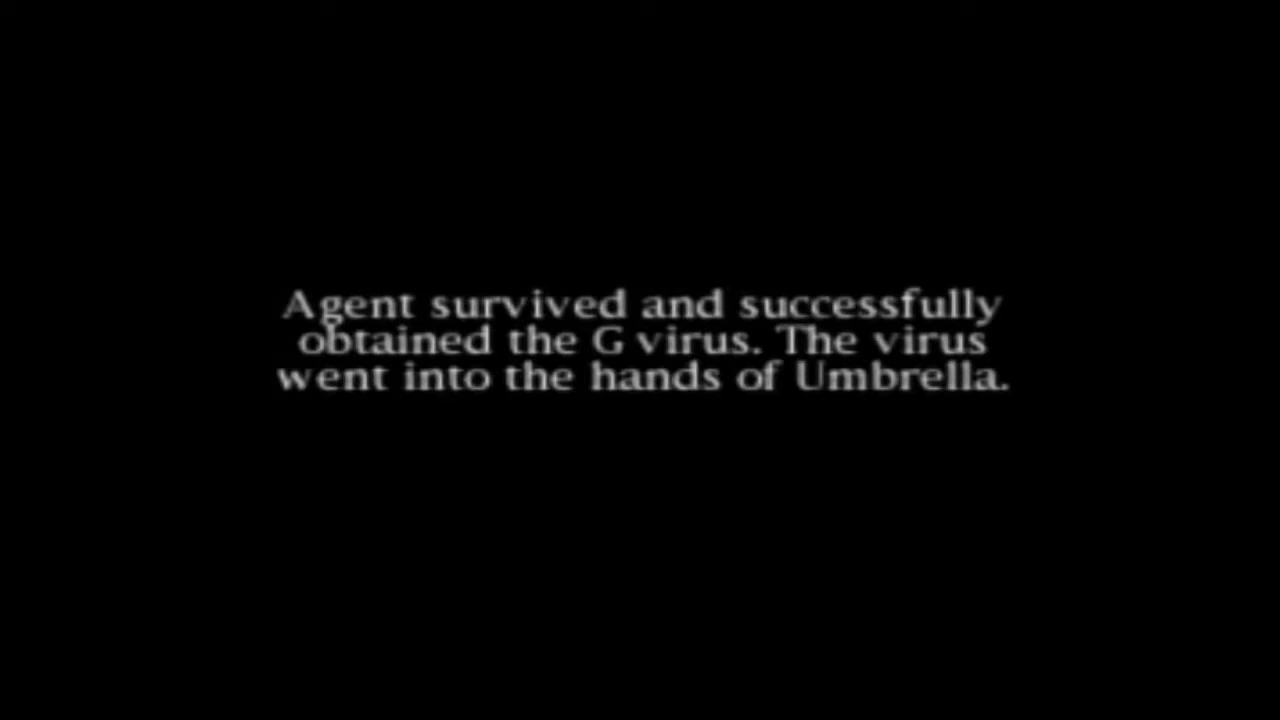 Agent survived and successfully
obtained the G virus. The virus
went into the hands of Umbrella.